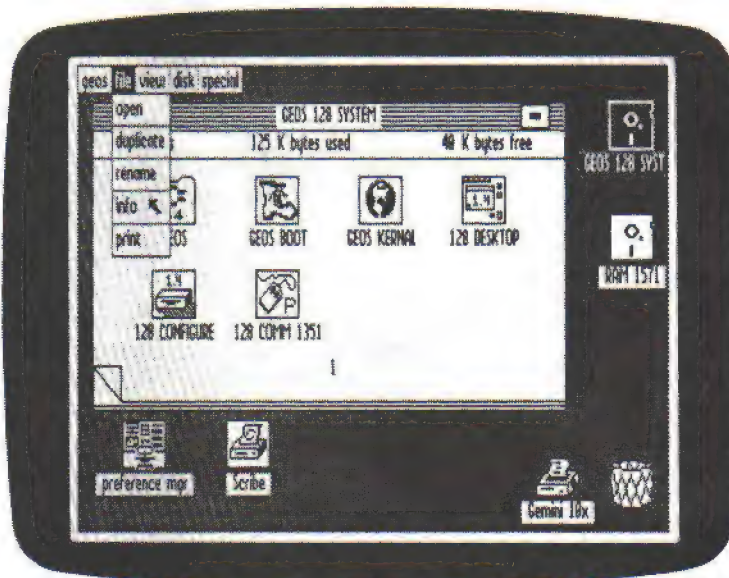 geos file view disk special
open
duplicate
rename
info
print
GEOS 128 SYSTEM
125 K bytes used
40 K bytes free
GEOS BOOT
GEOS KERNAL
128 DESKTOP
128 CONFIGURE
128 COMM 1351
1
GEOS 128 SYST
RAM 1571
preference mgr
Scribe
Gemini 10x